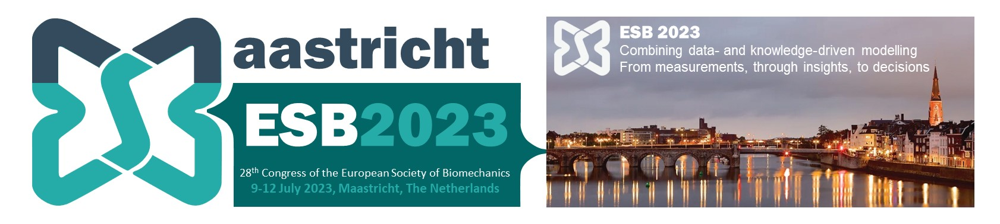 aastricht
ESB2023
28th Congress of the European Society of Biomechanics
9-12 July 2023, Maastricht, The Netherlands
ESB 2023
Combining data- and knowledge-driven modelling
From measurements, through insights, to decisions